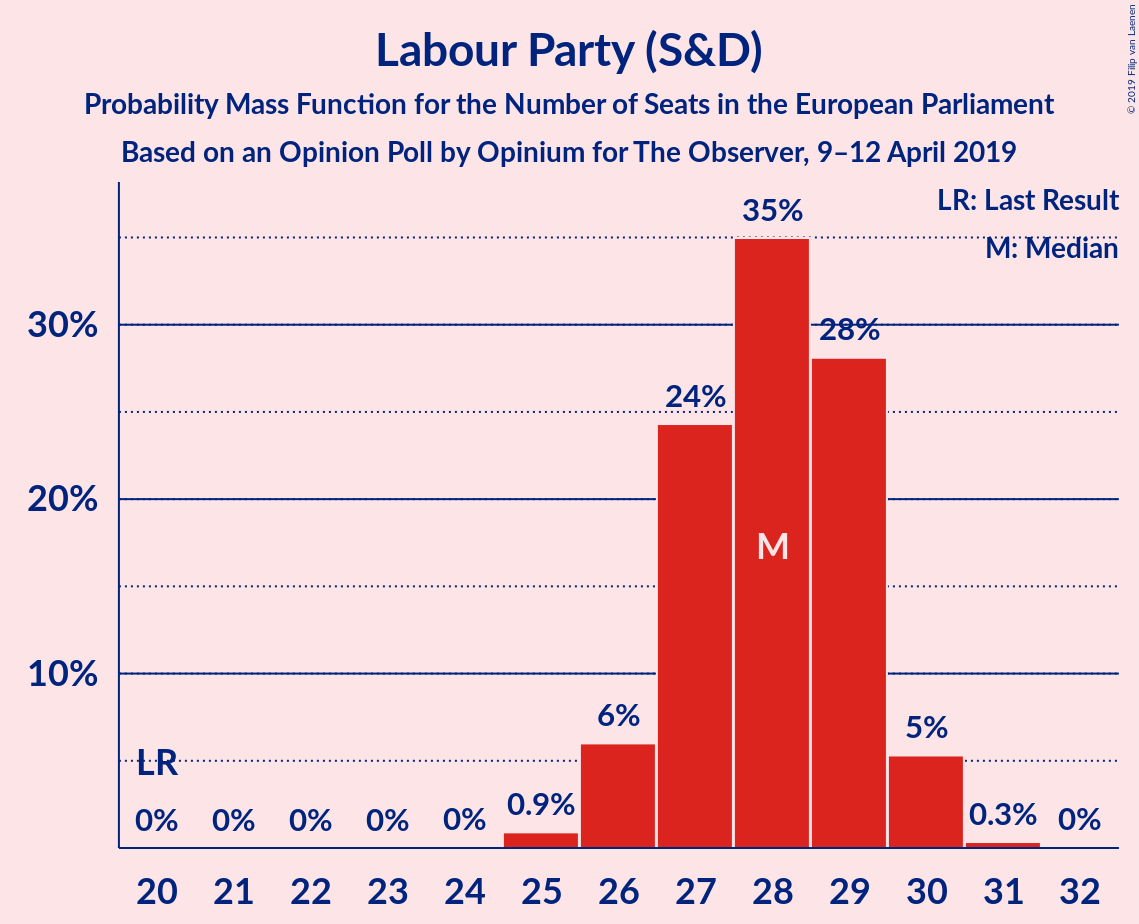 Labour Party (S&D)
Probability Mass Function for the Number of Seats in the European Parliament
Based on an Opinion Poll by Opinium for The Observer, 9–12 April 2019
© 2019 Filip van Laenen
LR: Last Result
M: Median
35%
30%
28%
24%
20%
M
10%
6%
5%
LR
0% 0% 0% 0% 0% 0.9% 0.3% 0%
20 21 22 23 24 25 26 27 28 29 30 31 32